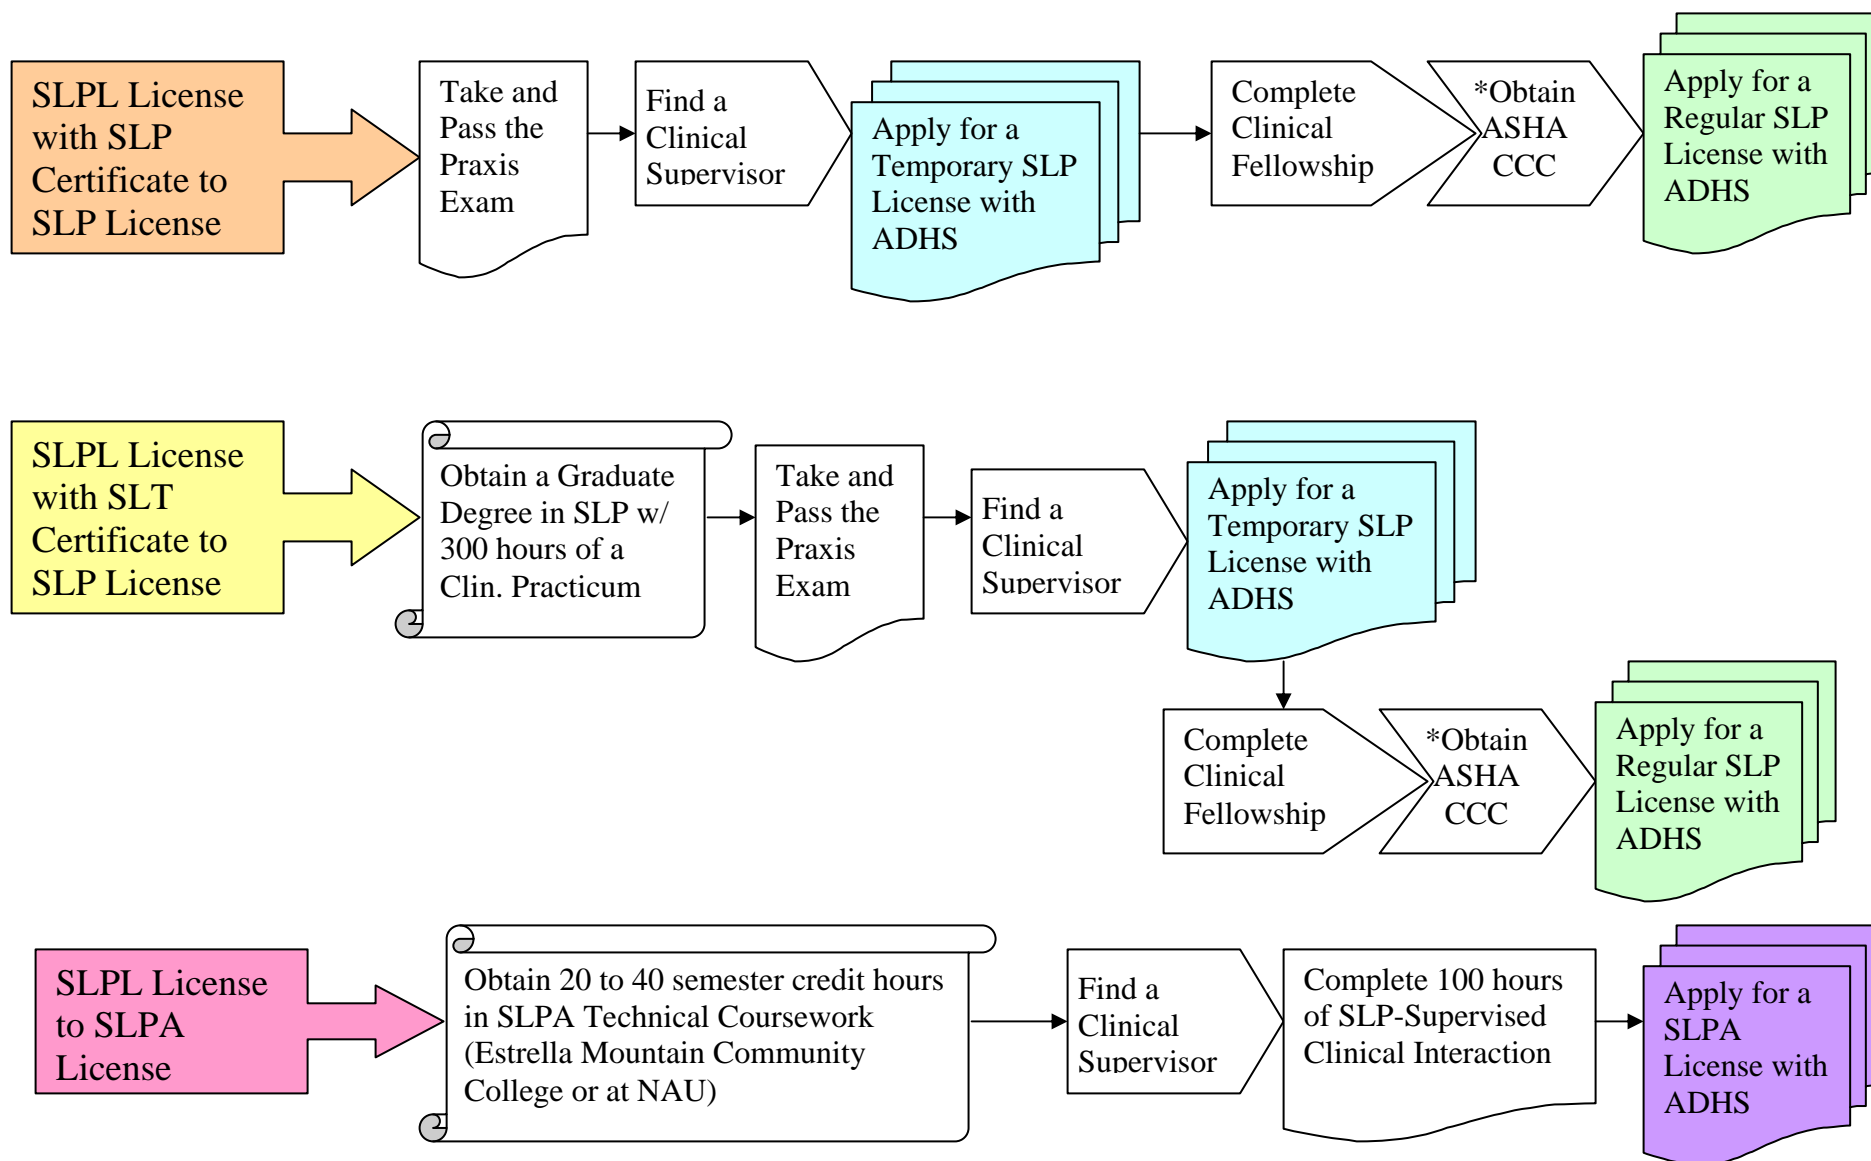 SLPL License
with SLP
Certificate to
SLP License
Take and
Pass the
Praxis
Exam
Find a
Clinical
Supervisor
Apply for a
Temporary SLP
License with
ADHS
Complete
Clinical
Fellowship
*Obtain
ASHA
CCC
Apply for a
Regular SLP
License with
ADHS
SLPL License
with SLT
Certificate to
SLP License
Obtain a Graduate
Degree in SLP w/
300 hours of a
Clin. Practicum
Take and
Pass the
Praxis
Exam
Find a
Clinical
Supervisor
Apply for a
Temporary SLP
License with
ADHS
Complete
Clinical
Fellowship
*Obtain
ASHA
CCC
Apply for a
Regular SLP
License with
ADHS
SLPL License
to SLPA
License
Obtain 20 to 40 semester credit hours
in SLPA Technical Coursework
(Estrella Mountain Community
College or at NAU)
Find a
Clinical
Supervisor
Complete 100 hours
of SLP-Supervised
Clinical Interaction
Apply for a
SLPA
License with
ADHS